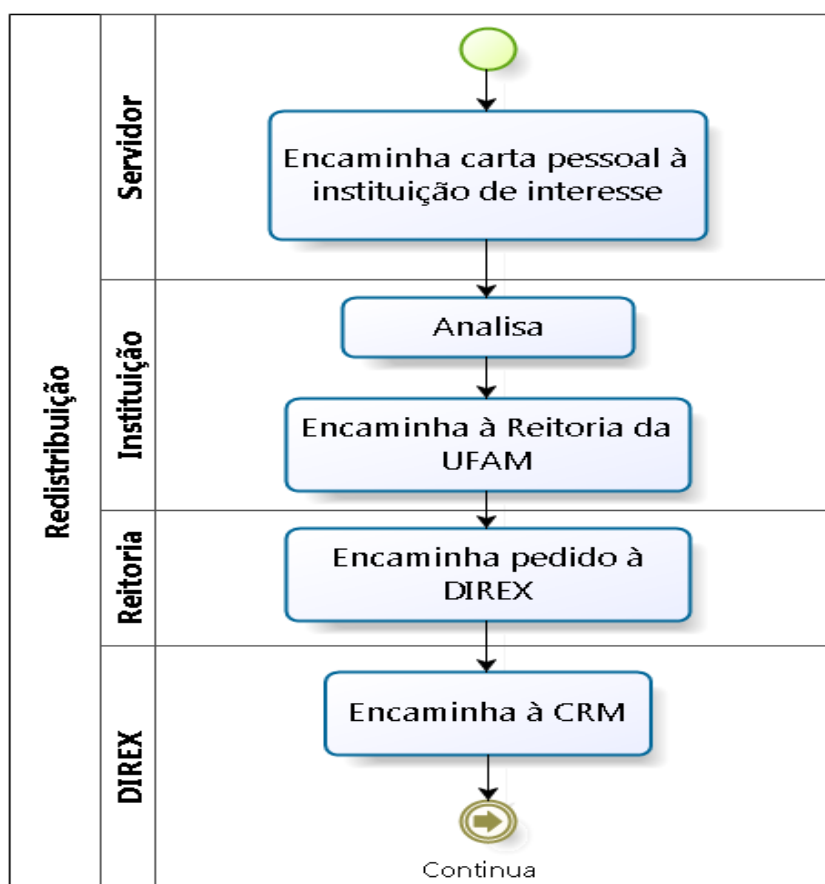 Redistribuição
Servidor
Encaminha carta pessoal à
instituição de interesse
Instituição
Analisa
Encaminha à Reitoria da
UFAM
Reitoria
Encaminha pedido à
DIREX
DIREX
Encaminha à CRM
Continua